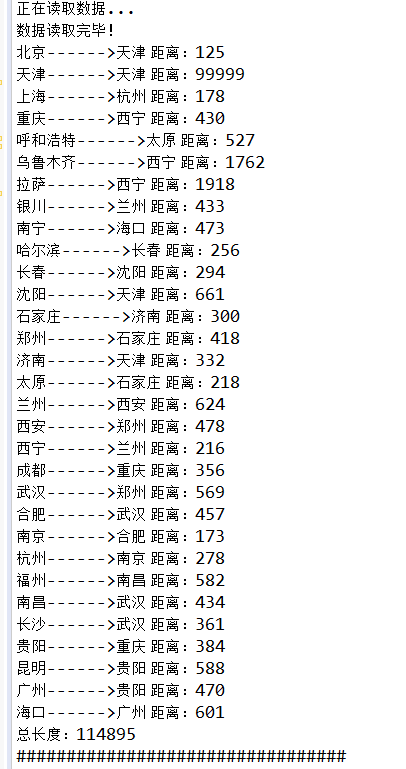 正在读取数据...
数据读取完毕!
北京------>天津 距离：125
天津------>天津 距离：99999
上海------>杭州 距离：178
重庆------>西宁 距离：430
呼和浩特------>太原 距离：527
乌鲁木齐------>西宁 距离：1762
拉萨------>西宁 距离：1918
银川------>兰州 距离：433
南宁------>海口 距离：473
哈尔滨------>长春 距离：256
长春------>沈阳 距离：294
沈阳------>天津 距离：661
石家庄------>济南 距离：300
郑州------>石家庄 距离：418
济南------>天津 距离：332
太原------>石家庄 距离：218
兰州------>西安 距离：624
西安------>郑州 距离：478
西宁------>兰州 距离：216
成都------>重庆 距离：356
武汉------>郑州 距离：569
合肥------>武汉 距离：457
南京------>合肥 距离：173
杭州------>南京 距离：278
福州------>南昌 距离：582
南昌------>武汉 距离：434
长沙------>武汉 距离：361
贵阳------>重庆 距离：384
昆明------>贵阳 距离：588
广州------>贵阳 距离：470
海口------>广州 距离：601
总长度：114895
#################################